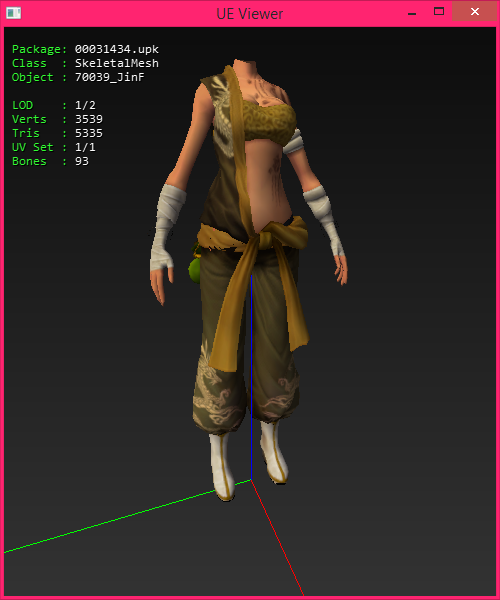 UE Viewer
Package: 00031434.upk
Class  : SkeletalMesh
Object : 70039_JinF
LOD    : 1/2
Verts  : 3539
Tris   : 5335
UV Set : 1/1
Bones  : 93